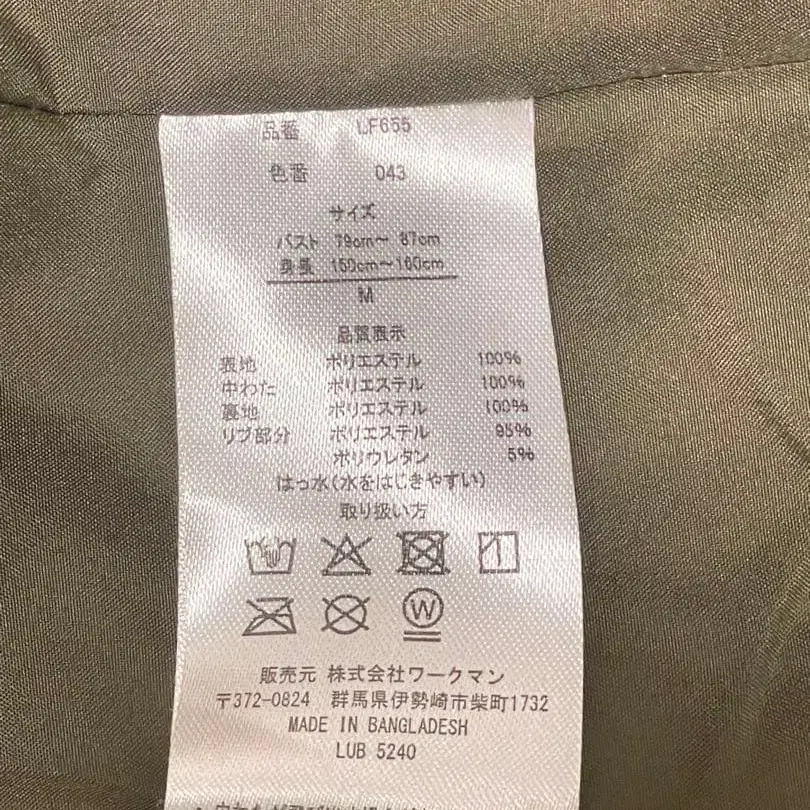 品番 LF655
色番 043
サイズ
バスト 79cm～ 87cm
身長 150cm～160cm
M
品質表示
表地 ポリエステル 100%
中わた ポリエステル 100%
裏地 ポリエステル 100%
リブ部分 ポリエステル 95%
ポリウレタン 5%
はっ水(水をはじきやすい)
取り扱い方
W
販売元 株式会社ワークマン
〒372-0824 群馬県伊勢崎市柴町1732
MADE IN BANGLADESH
LUB 5240